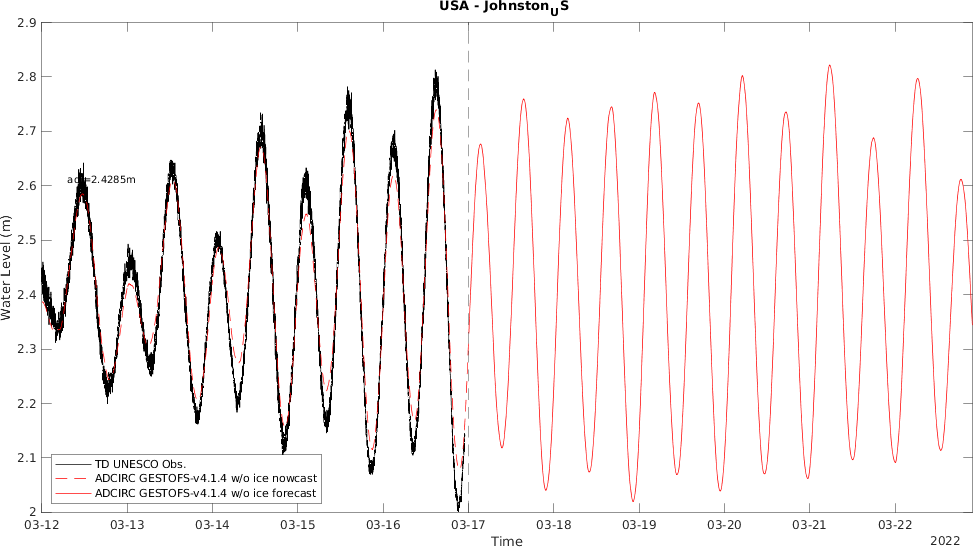 USA - Johnston_US
2.9
2.8
2.7
2.6
2.5
2.4
2.3
2.2
2.1
2
Water Level (m)
=2.4285m
TD UNESCO Obs.
ADCIRC GESTOFS-v4.1.4 w/o ice nowcast
ADCIRC GESTOFS-v4.1.4 w/o ice forecast
03-12 03-13 03-14 03-15 03-16 03-17 03-18 03-19 03-20 03-21 03-22
Time
2022